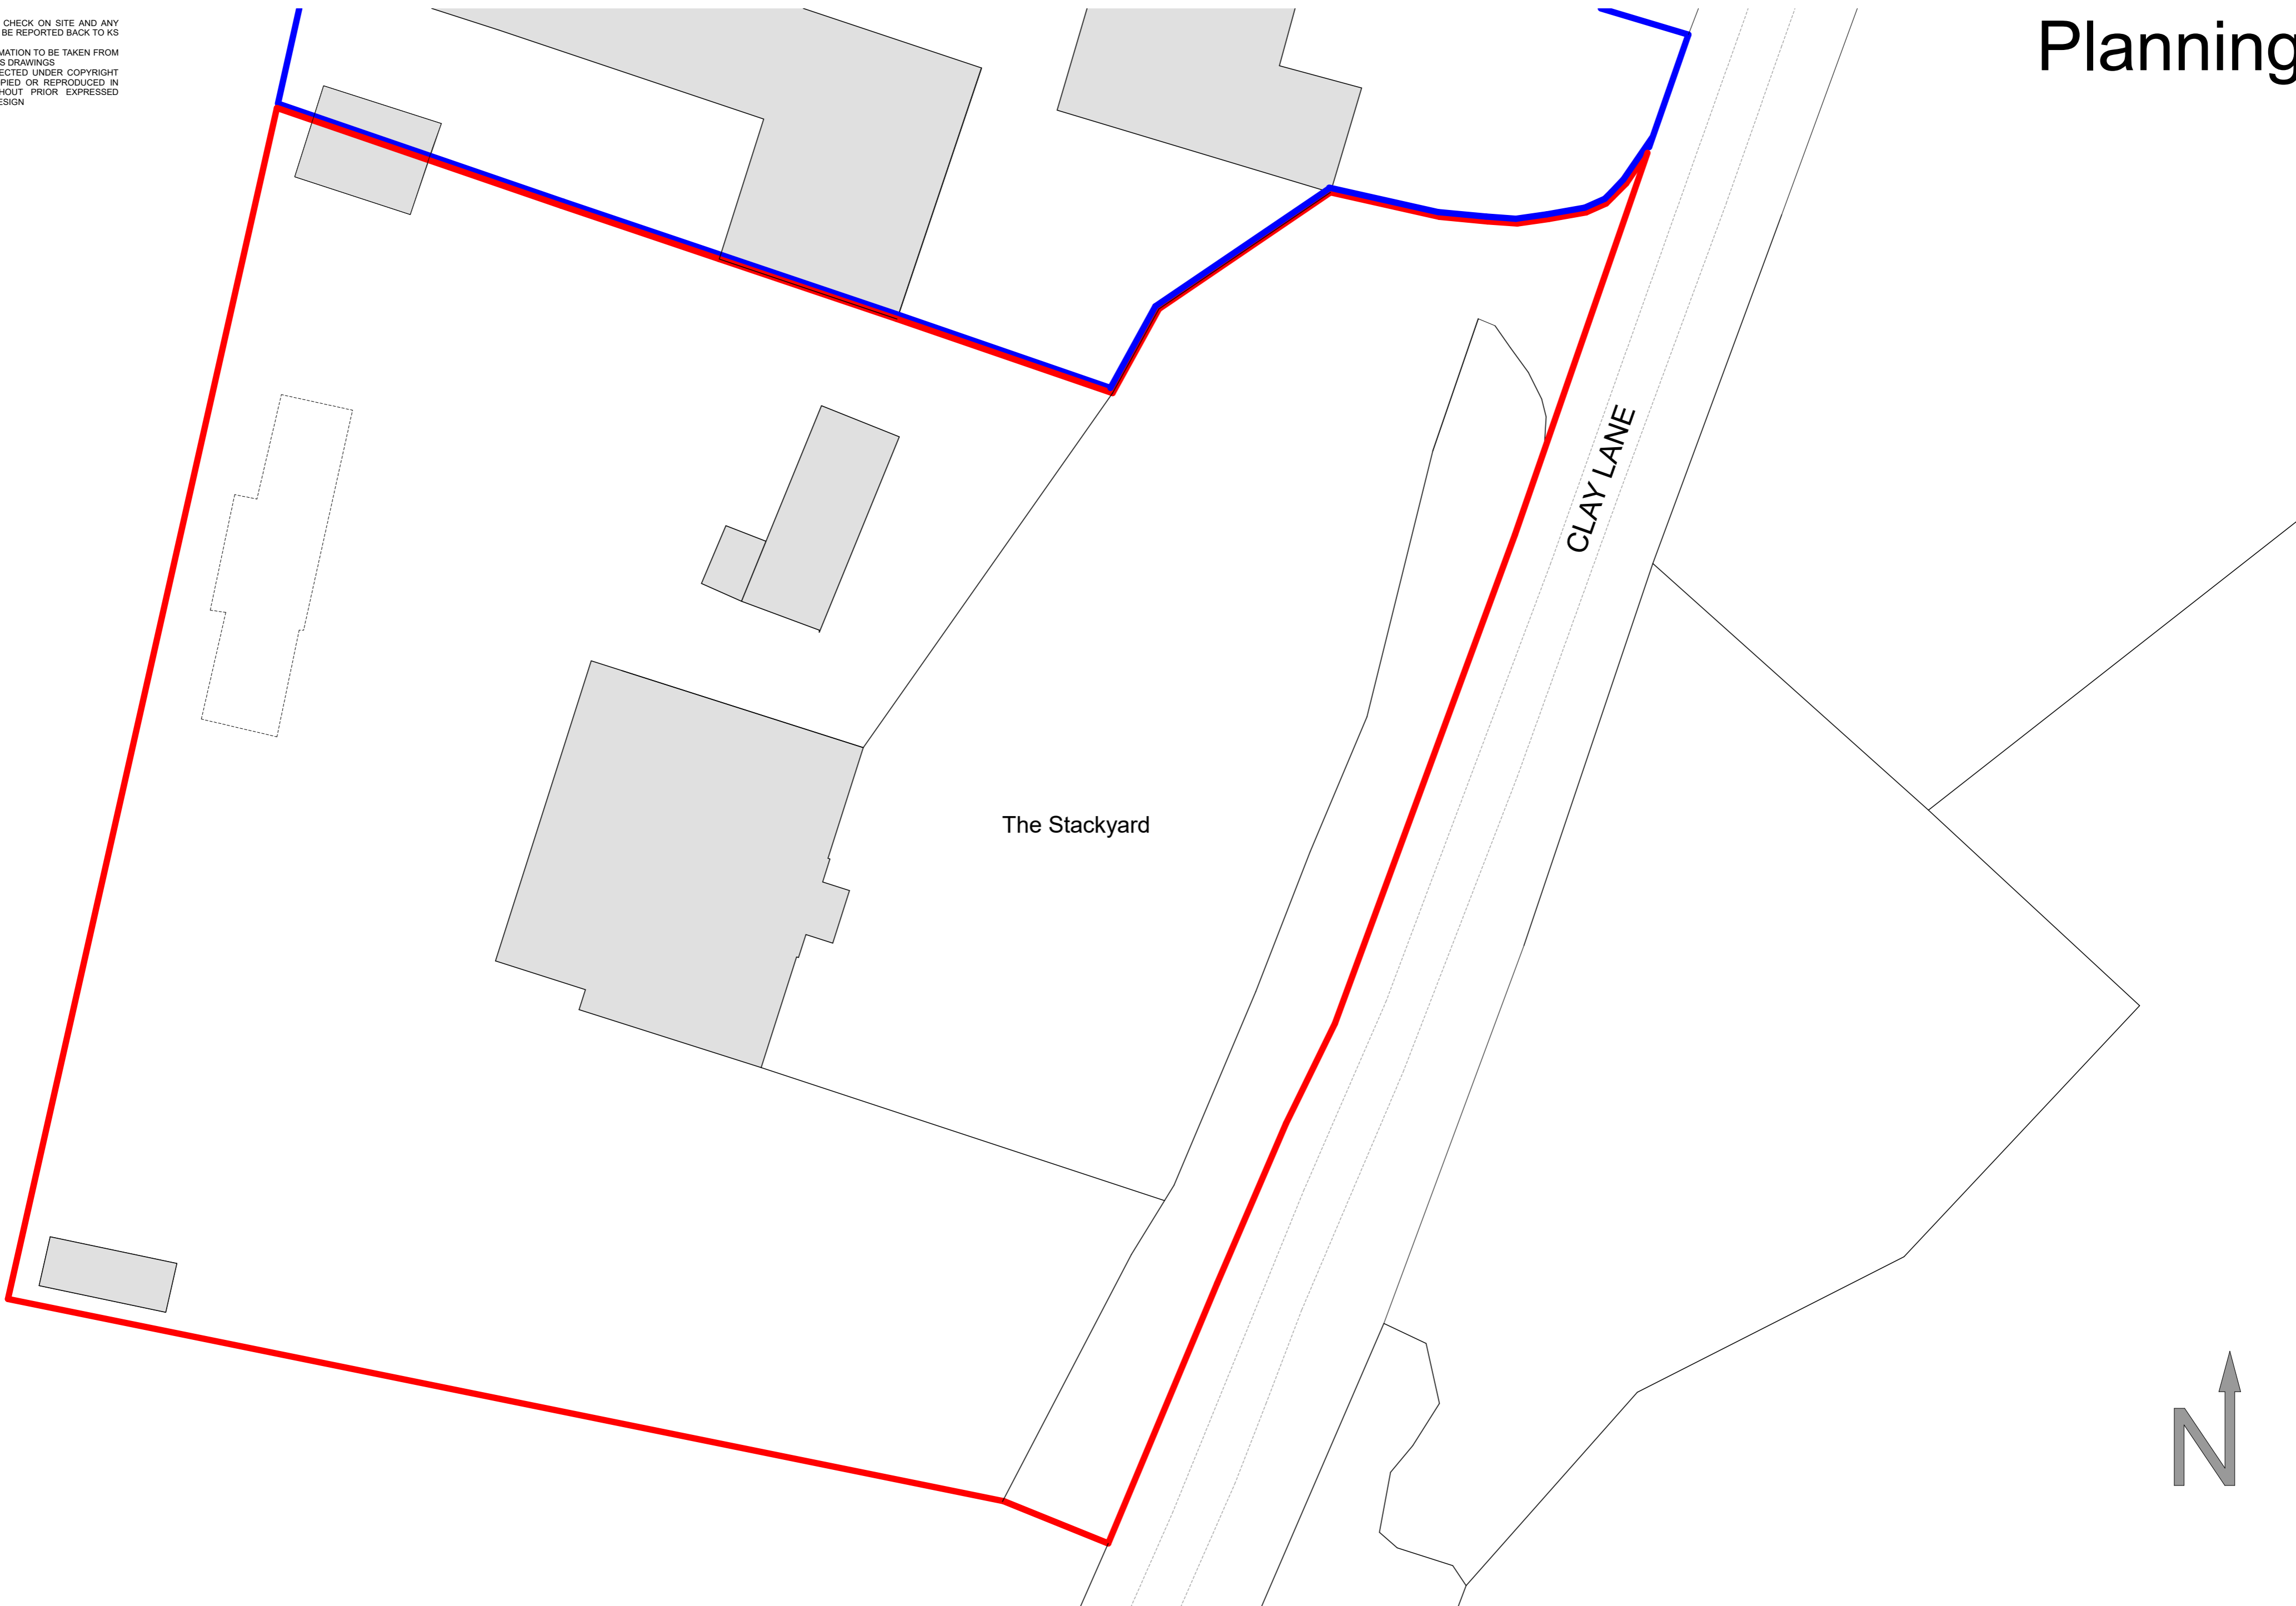 CHECK ON SITE AND ANY
BE REPORTED BACK TO KS
MATION TO BE TAKEN FROM
S DRAWINGS
ECTED UNDER COPYRIGHT
PIED OR REPRODUCED IN
HOUT PRIOR EXPRESSED
ESIGN
Planning
CLAY LANE
The Stackyard
N